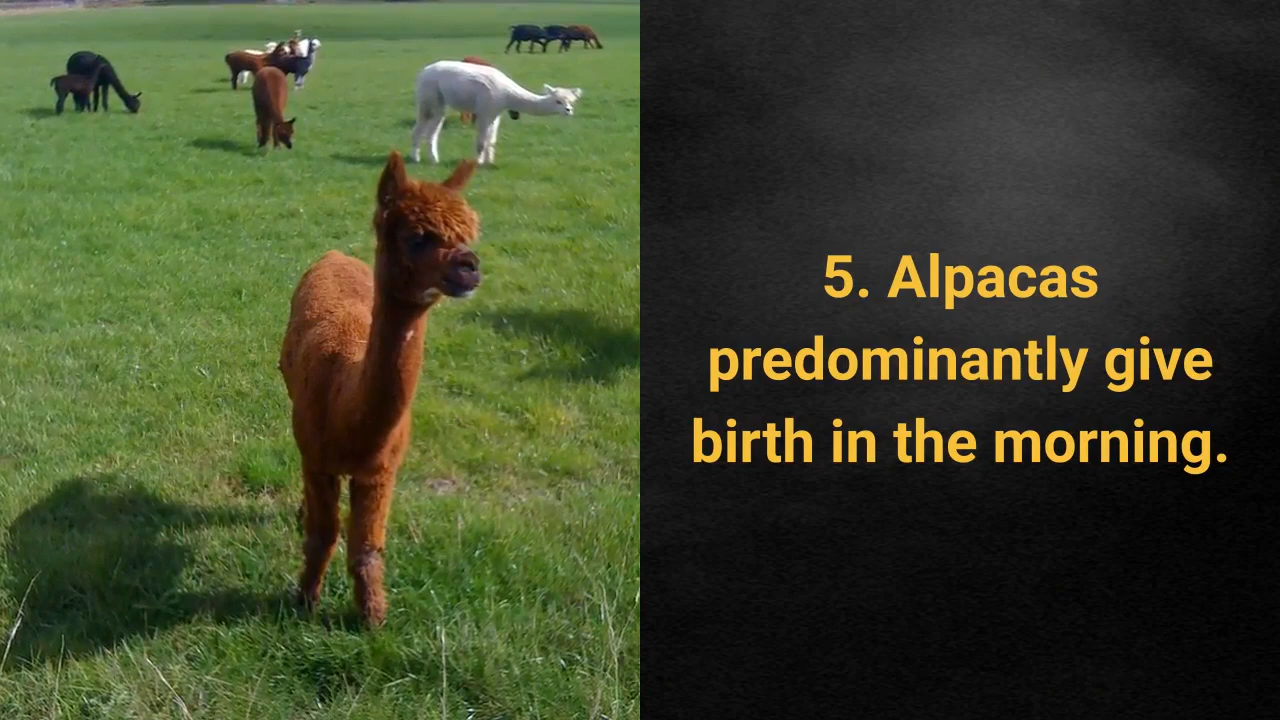 5. Alpacas
predominantly give
birth in the morning.